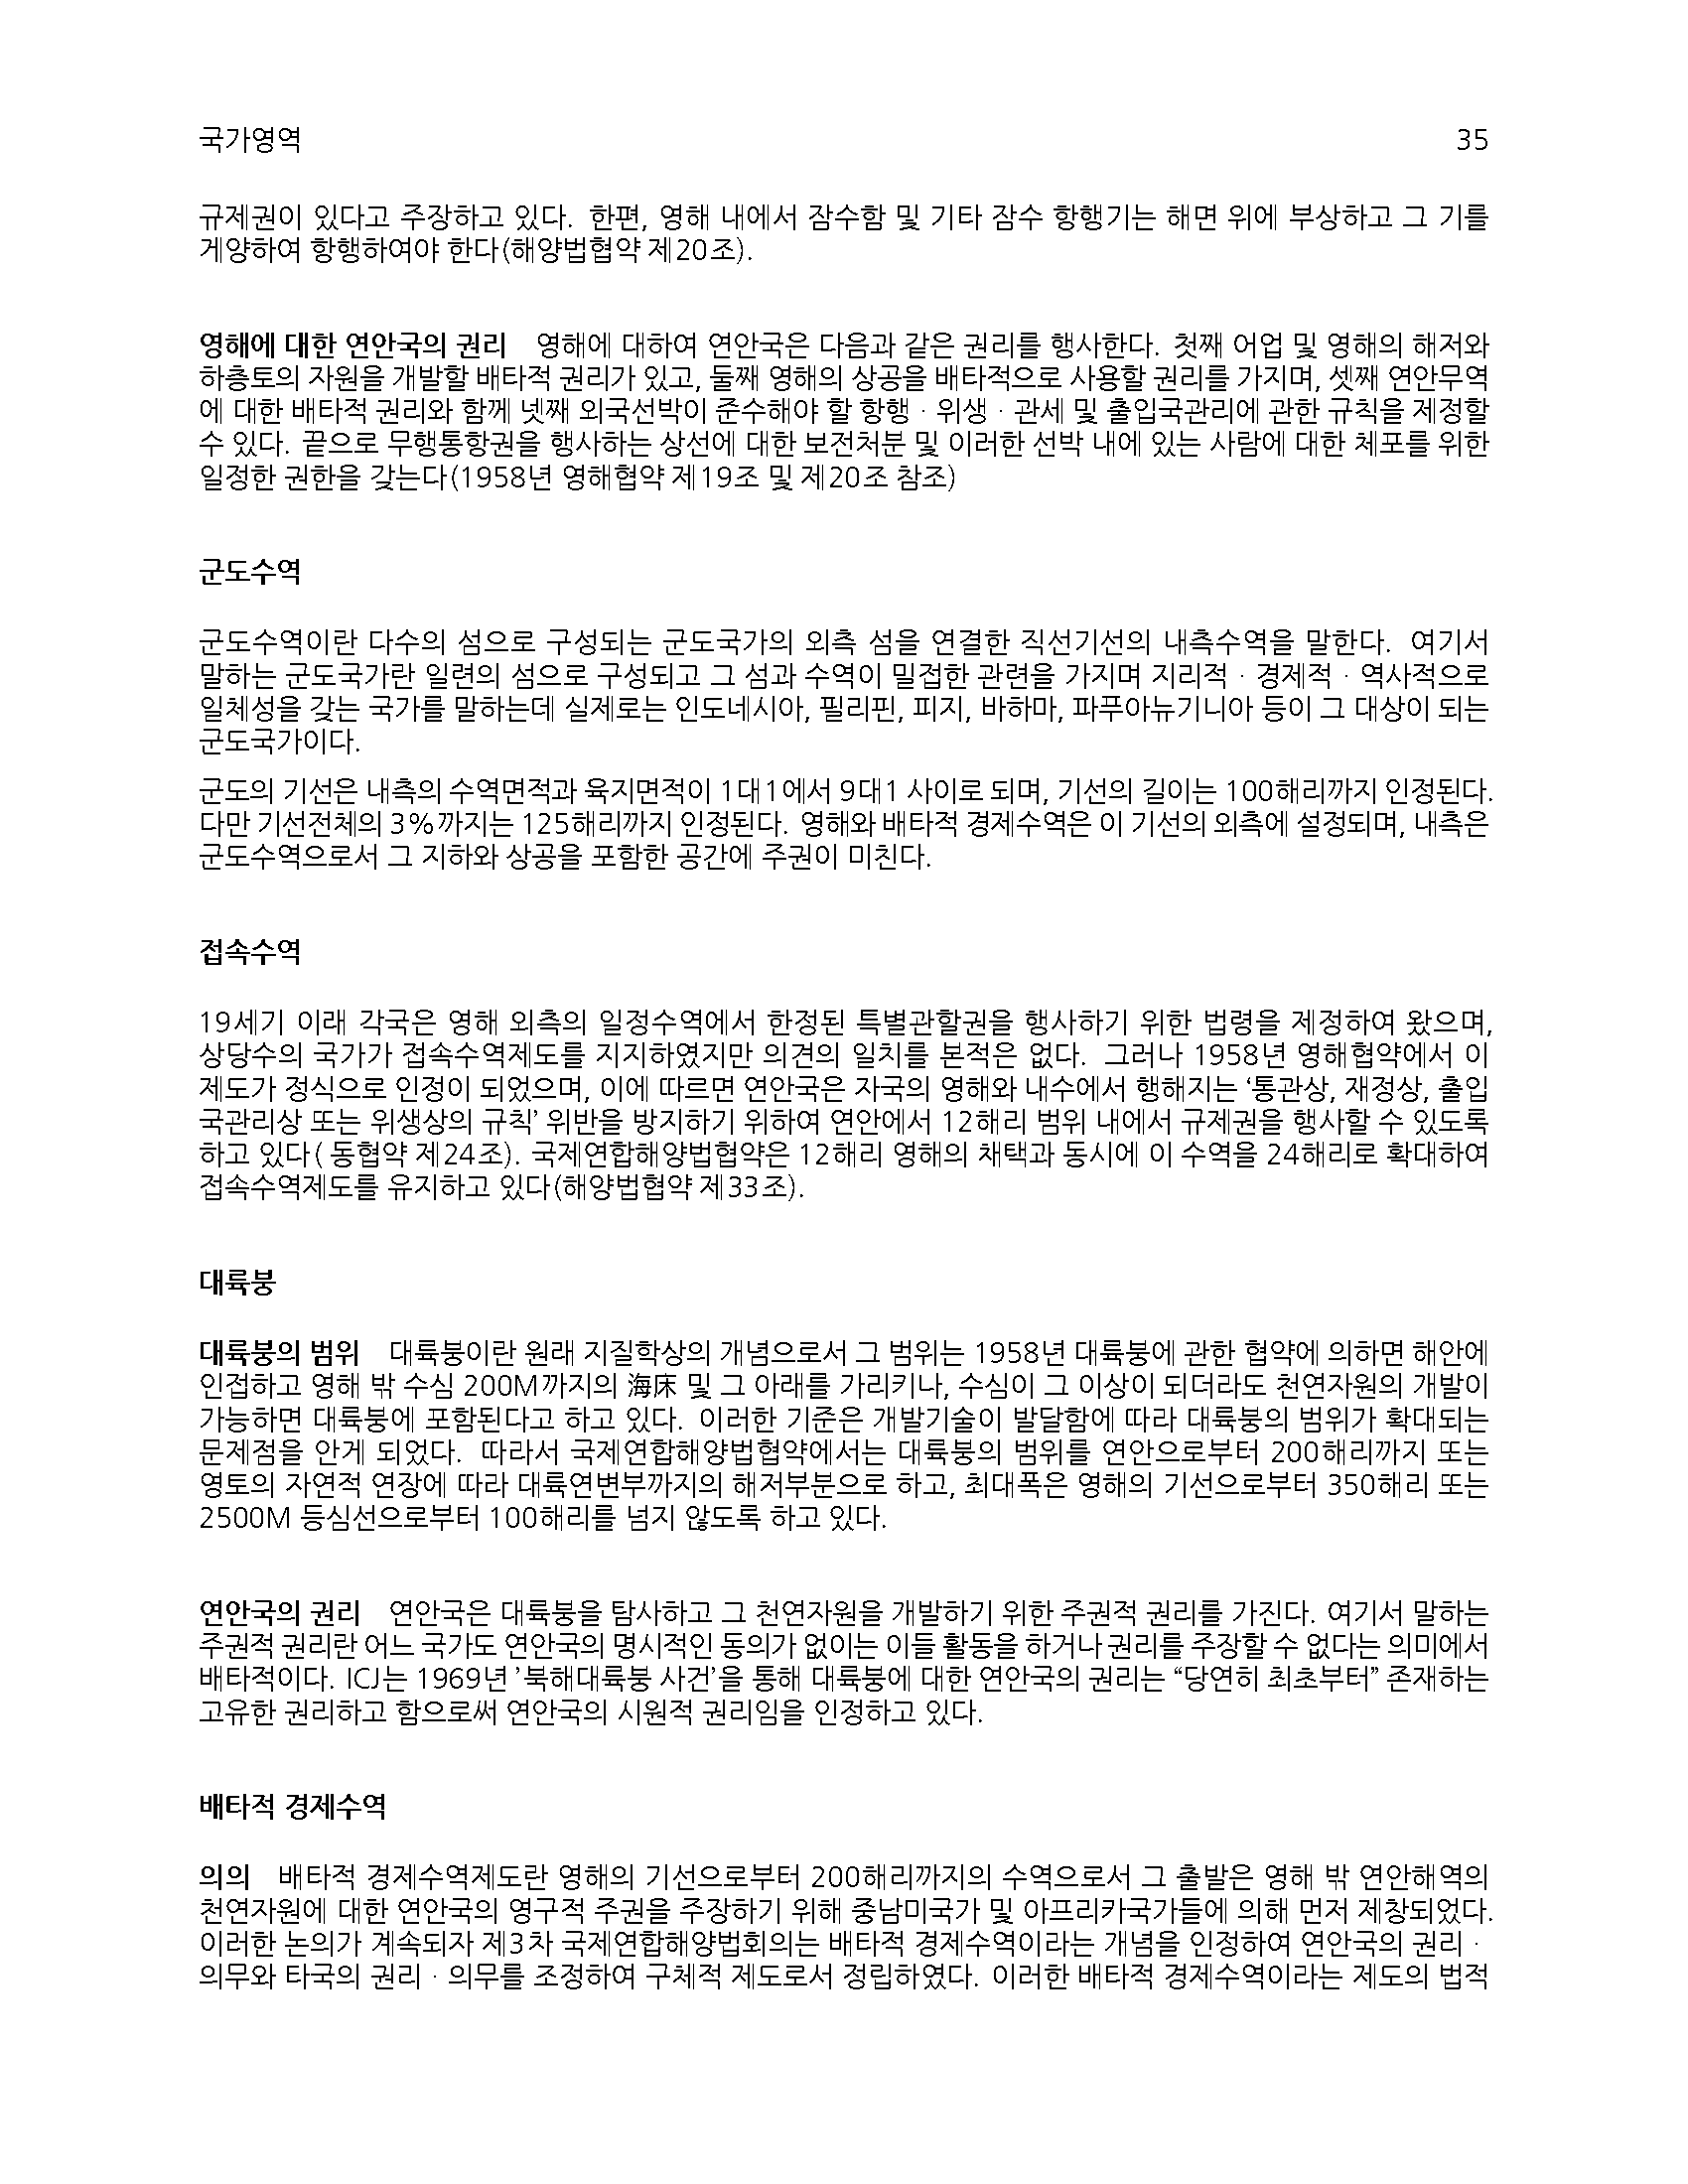 국가영역 35
규제권이 있다고 주장하고 있다. 한편, 영해 내에서 잠수함 및 기타 잠수 항행기는 해면 위에 부상하고 그 기를
게양하여 항행하여야 한다(해양법협약 제20조).
영해에 대한 연안국의 권리 영해에 대하여 연안국은 다음과 같은 권리를 행사한다. 첫째 어업 및 영해의 해저와
하층토의 자원을 개발할 배타적 권리가 있고, 둘째 영해의 상공을 배타적으로 사용할 권리를 가지며, 셋째 연안무역
에 대한 배타적 권리와 함께 넷째 외국선박이 준수해야 할 항행 · 위생 · 관세 및 출입국관리에 관한 규칙을 제정할
수 있다. 끝으로 무행통항권을 행사하는 상선에 대한 보전처분 및 이러한 선박 내에 있는 사람에 대한 체포를 위한
일정한 권한을 갖는다(1958년 영해협약 제19조 및 제20조 참조)
군도수역
군도수역이란 다수의 섬으로 구성되는 군도국가의 외측 섬을 연결한 직선기선의 내측수역을 말한다. 여기서
말하는 군도국가란 일련의 섬으로 구성되고 그 섬과 수역이 밀접한 관련을 가지며 지리적 · 경제적 · 역사적으로
일체성을 갖는 국가를 말하는데 실제로는 인도네시아, 필리핀, 피지, 바하마, 파푸아뉴기니아 등이 그 대상이 되는
군도국가이다.
군도의 기선은 내측의 수역면적과 육지면적이 1대1에서 9대1 사이로 되며, 기선의 길이는 100해리까지 인정된다.
다만 기선전체의 3%까지는 125해리까지 인정된다. 영해와 배타적 경제수역은 이 기선의 외측에 설정되며, 내측은
군도수역으로서 그 지하와 상공을 포함한 공간에 주권이 미친다.
접속수역
19세기 이래 각국은 영해 외측의 일정수역에서 한정된 특별관할권을 행사하기 위한 법령을 제정하여 왔으며,
상당수의 국가가 접속수역제도를 지지하였지만 의견의 일치를 본적은 없다. 그러나 1958년 영해협약에서 이
제도가 정식으로 인정이 되었으며, 이에 따르면 연안국은 자국의 영해와 내수에서 행해지는 ‘통관상, 재정상, 출입
국관리상 또는 위생상의 규칙’ 위반을 방지하기 위하여 연안에서 12해리 범위 내에서 규제권을 행사할 수 있도록
하고 있다( 동협약 제24조). 국제연합해양법협약은 12해리 영해의 채택과 동시에 이 수역을 24해리로 확대하여
접속수역제도를 유지하고 있다(해양법협약 제33조).
대륙붕
대륙붕의 범위 대륙붕이란 원래 지질학상의 개념으로서 그 범위는 1958년 대륙붕에 관한 협약에 의하면 해안에
인접하고 영해 밖 수심 200M까지의 海床 및 그 아래를 가리키나, 수심이 그 이상이 되더라도 천연자원의 개발이
가능하면 대륙붕에 포함된다고 하고 있다. 이러한 기준은 개발기술이 발달함에 따라 대륙붕의 범위가 확대되는
문제점을 안게 되었다. 따라서 국제연합해양법협약에서는 대륙붕의 범위를 연안으로부터 200해리까지 또는
영토의 자연적 연장에 따라 대륙연변부까지의 해저부분으로 하고, 최대폭은 영해의 기선으로부터 350해리 또는
2500M 등심선으로부터 100해리를 넘지 않도록 하고 있다.
연안국의 권리 연안국은 대륙붕을 탐사하고 그 천연자원을 개발하기 위한 주권적 권리를 가진다. 여기서 말하는
주권적 권리란 어느 국가도 연안국의 명시적인 동의가 없이는 이들 활동을 하거나 권리를 주장할 수 없다는 의미에서
배타적이다. ICJ는 1969년 ’북해대륙붕 사건’을 통해 대륙붕에 대한 연안국의 권리는 “당연히 최초부터” 존재하는
고유한 권리하고 함으로써 연안국의 시원적 권리임을 인정하고 있다.
배타적 경제수역
의의 배타적 경제수역제도란 영해의 기선으로부터 200해리까지의 수역으로서 그 출발은 영해 밖 연안해역의
천연자원에 대한 연안국의 영구적 주권을 주장하기 위해 중남미국가 및 아프리카국가들에 의해 먼저 제창되었다.
이러한 논의가 계속되자 제3차 국제연합해양법회의는 배타적 경제수역이라는 개념을 인정하여 연안국의 권리 ·
의무와 타국의 권리 · 의무를 조정하여 구체적 제도로서 정립하였다. 이러한 배타적 경제수역이라는 제도의 법적